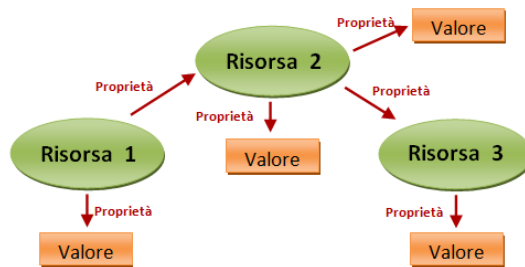 Proprietà
Valore
Risorsa 2
Proprietà
Proprietà
Proprietà
Risorsa 1
Valore
Risorsa 3
Proprietà
Proprietà
Valore
Valore